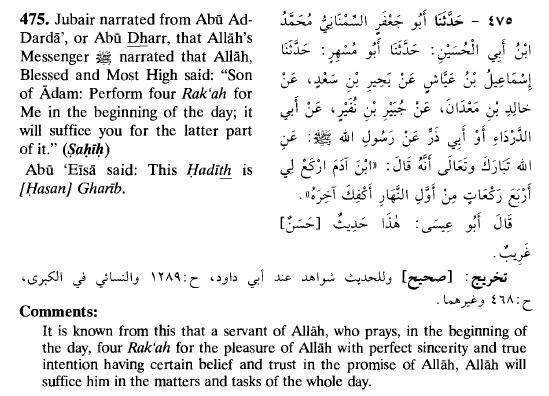 475. Jubair narrated from Abū Ad-
Dardā’, or Abū Dharr, that Allāh’s
Messenger ﷺ narrated that Allāh,
Blessed and Most High said: “Son
of Ādam: Perform four Rak‘ah for
Me in the beginning of the day; it
will suffice you for the latter part
of it.” (Ṣaḥīḥ)
Abū ‘Eīsā said: This Ḥadīth is
[Ḥasan] Gharīb.
٤٧٥ - حَدَّثَنَا أَبُو جَعْفَرٍ السِّمْنَانِيُّ مُحَمَّدُ
ابْنُ أَبِي الْحُسَيْنِ: حَدَّثَنَا أَبُو مُسْهِرٍ: حَدَّثَنَا
إِسْمَاعِيلُ بْنُ عَيَّاشٍ عَنْ بَحِيرِ بْنِ سَعْدٍ، عَنْ
خَالِدِ بْنِ مَعْدَانَ، عَنْ جُبَيْرِ بْنِ نُفَيْرٍ، عَنْ أَبِي
الدَّرْدَاءِ أَوْ أَبِي ذَرٍّ عَنْ رَسُولِ اللهِ ﷺ: عَنِ
اللهِ تَبَارَكَ وَتَعَالَى أَنَّهُ قَالَ: «ابْنَ آدَمَ ارْكَعْ لِي
أَرْبَعَ رَكَعَاتٍ مِنْ أَوَّلِ النَّهَارِ أَكْفِكَ آخِرَهُ».
قَالَ أَبُو عِيسَى: هٰذَا حَدِيثٌ [حَسَنٌ]
غَرِيبٌ.
تخريج: [صحيح] وللحديث شواهد عند أبي داود، ح:١٢٨٩ والنسائي في الكبرى،
ح:٤٦٨ وغيرهما.
Comments:
It is known from this that a servant of Allāh, who prays, in the beginning of
the day, four Rak‘ah for the pleasure of Allāh with perfect sincerity and true
intention having certain belief and trust in the promise of Allāh, Allāh will
suffice him in the matters and tasks of the whole day.